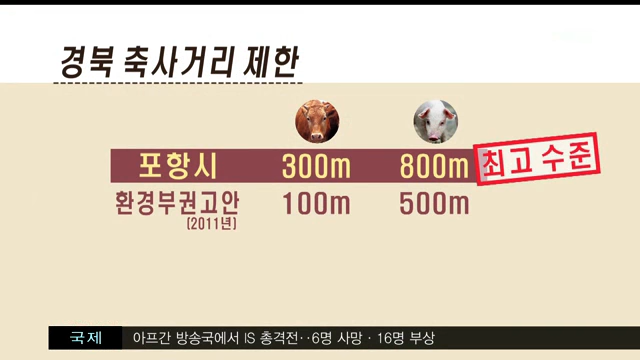 경북 축사거리 제한
포항시 300m 800m 최고 수준
환경부권고안 100m 500m
(2011년)
국제 아프간 방송국에서 IS 총격전‥6명 사망·16명 부상